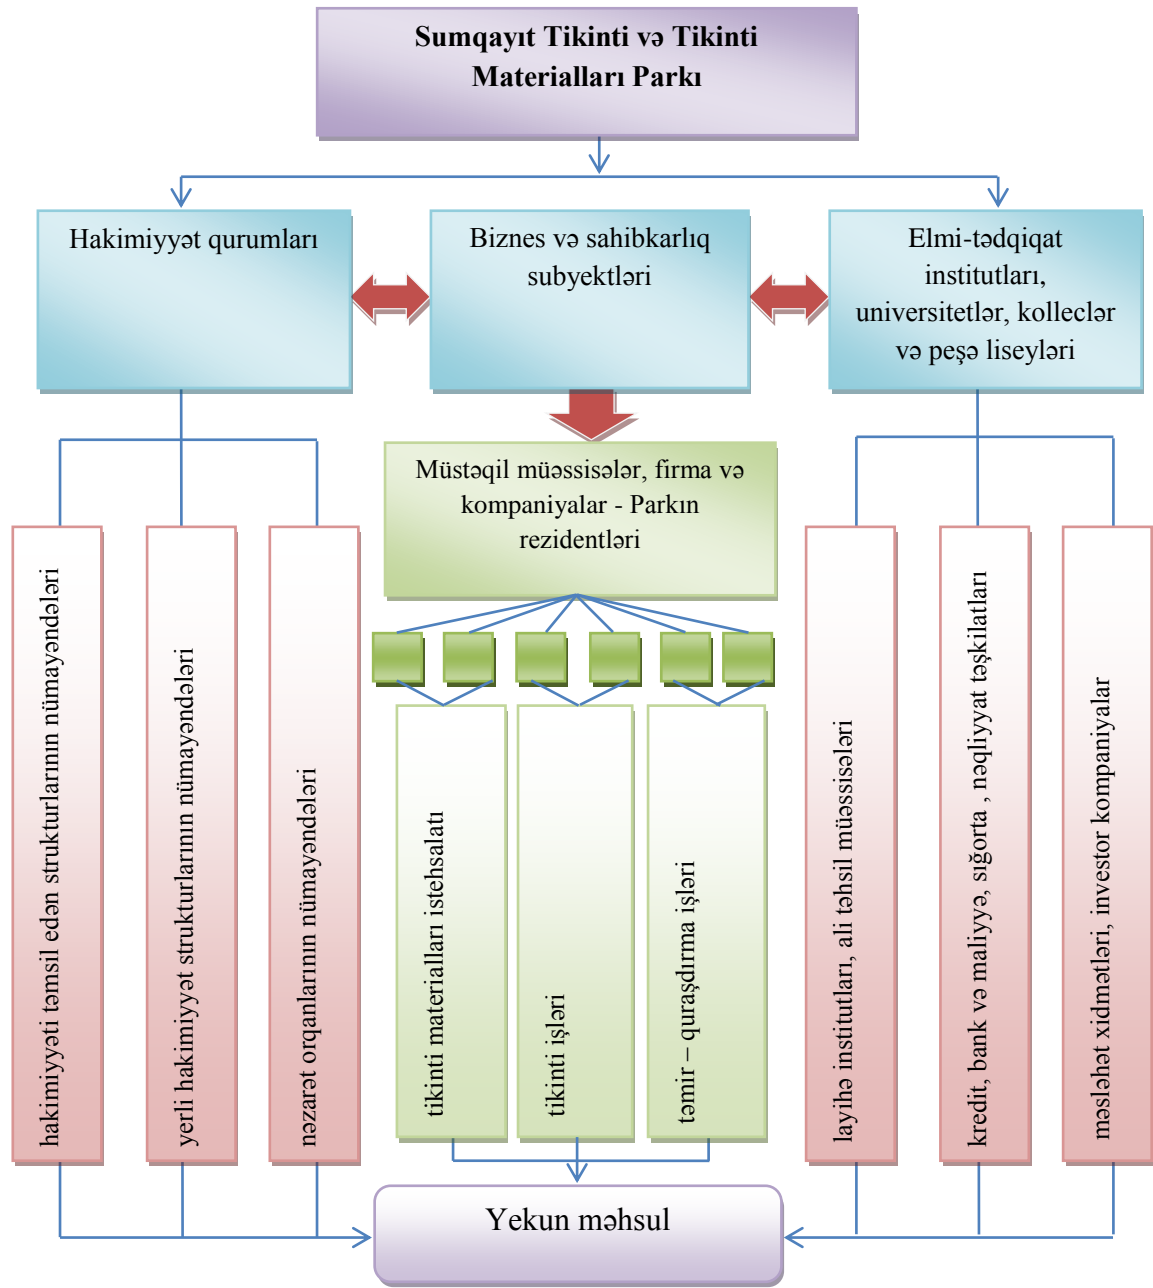 Sumqayıt Tikinti və Tikinti
Materialları Parkı
Hakimiyyət qurumları
Biznes və sahibkarlıq
subyektləri
Elmi-tədqiqat
institutları,
universitetlər, kolleclər
və peşə liseyləri
Müstəqil müəssisələr, firma və
kompaniyalar - Parkın
rezidentləri
hakimiyyəti təmsil edən strukturlarının nümayəndələri
yerli hakimiyyət strukturlarının nümayəndələri
nəzarət orqanlarının nümayəndələri
tikinti materialları istehsalatı
tikinti işləri
təmir – quraşdırma işləri
layihə institutları, ali təhsil müəssisələri
kredit, bank və maliyyə, sığorta , nəqliyyat təşkilatları
məsləhət xidmətləri, investor kompaniyalar
Yekun məhsul